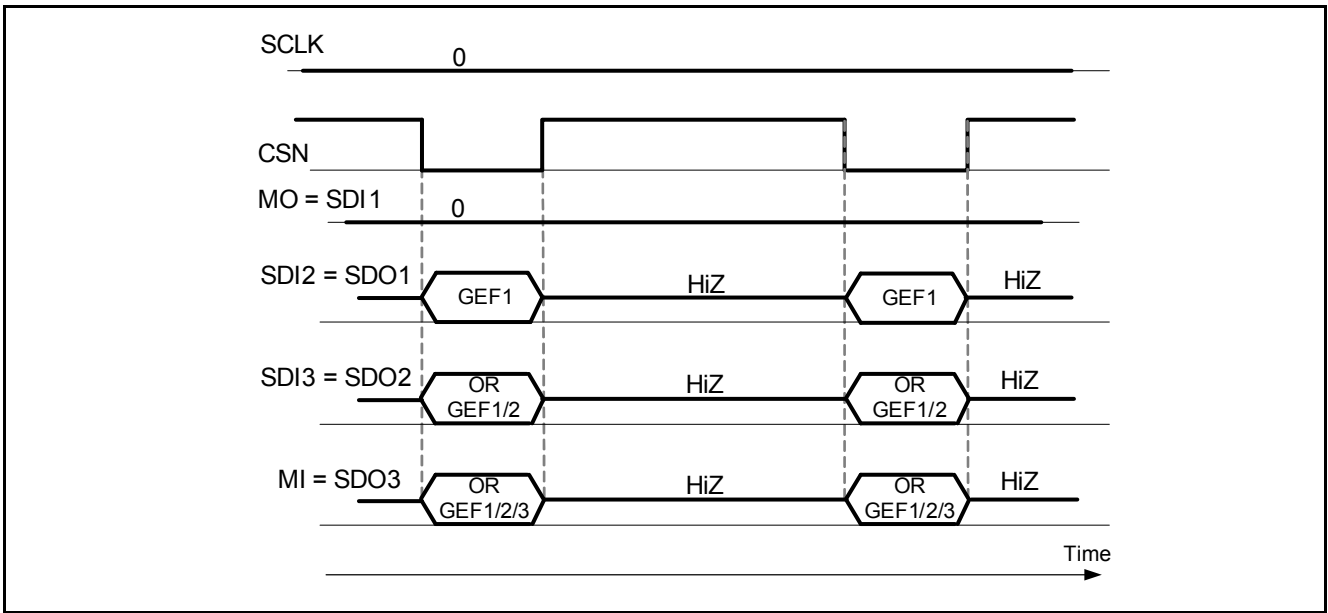 SCLK
0
CSN
MO = SDI1
0
SDI2 = SDO1
GEF1
HiZ
GEF1
HiZ
SDI3 = SDO2
OR
GEF1/2
HiZ
OR
GEF1/2
HiZ
MI = SDO3
OR
GEF1/2/3
HiZ
OR
GEF1/2/3
HiZ
Time